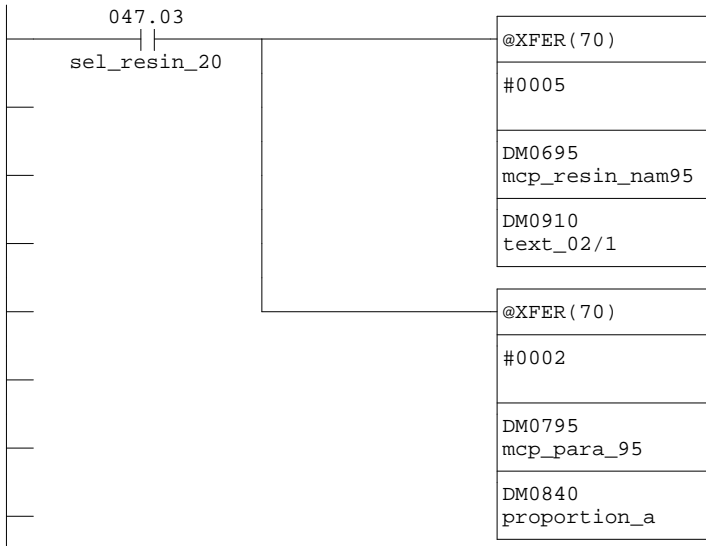 047.03
sel_resin_20
@XFER(70)
#0005
DM0695
mcp_resin_nam95
DM0910
text_02/1
@XFER(70)
#0002
DM0795
mcp_para_95
DM0840
proportion_a